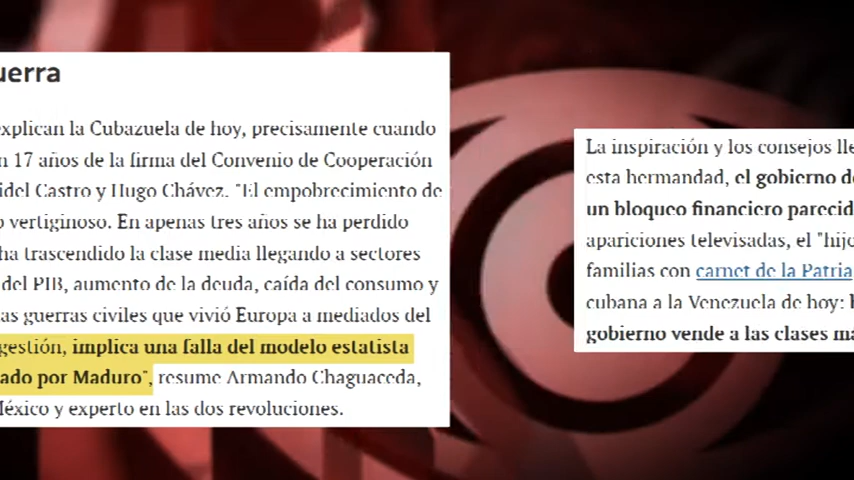 uerra
explican la Cubazuela de hoy, precisamente cuando
n 17 años de la firma del Convenio de Cooperación
idel Castro y Hugo Chávez. "El empobrecimiento de
o vertiginoso. En apenas tres años se ha perdido
ha trascendido la clase media llegando a sectores
del PIB, aumento de la deuda, caída del consumo y
as guerras civiles que vivió Europa a mediados del
gestión, implica una falla del modelo estatista
ado por Maduro", resume Armando Chaguaceda,
México y experto en las dos revoluciones.
La inspiración y los consejos lle
esta hermandad, el gobierno d
un bloqueo financiero parecid
apariciones televisadas, el "hijo
familias con carnet de la Patria
cubana a la Venezuela de hoy:
gobierno vende a las clases ma